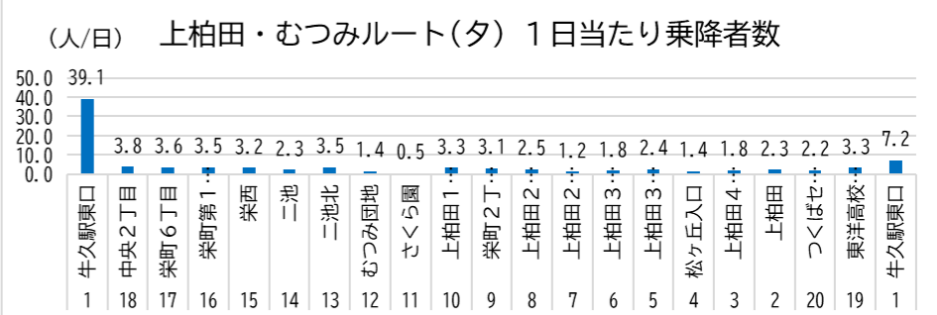 (人/日) 上柏田・むつみルート(夕) 1日当たり乗降者数
50.0
40.0
30.0
20.0
10.0
0.0
39.1 3.8 3.6 3.5 3.2 2.3 3.5 1.4 0.5 3.3 3.1 2.5 1.2 1.8 2.4 1.4 1.8 2.3 2.2 3.3 7.2
牛久駅東口
中央2丁目
栄町6丁目
栄町第1…
栄西
二池
二池北
むつみ団地
さくら園
上柏田1…
栄町2丁…
上柏田2…
上柏田2…
上柏田3…
上柏田3…
松ヶ丘入口
上柏田4…
上柏田
つくばセ…
東洋高校…
牛久駅東口
1 18 17 16 15 14 13 12 11 10 9 8 7 6 5 4 3 2 20 19 1